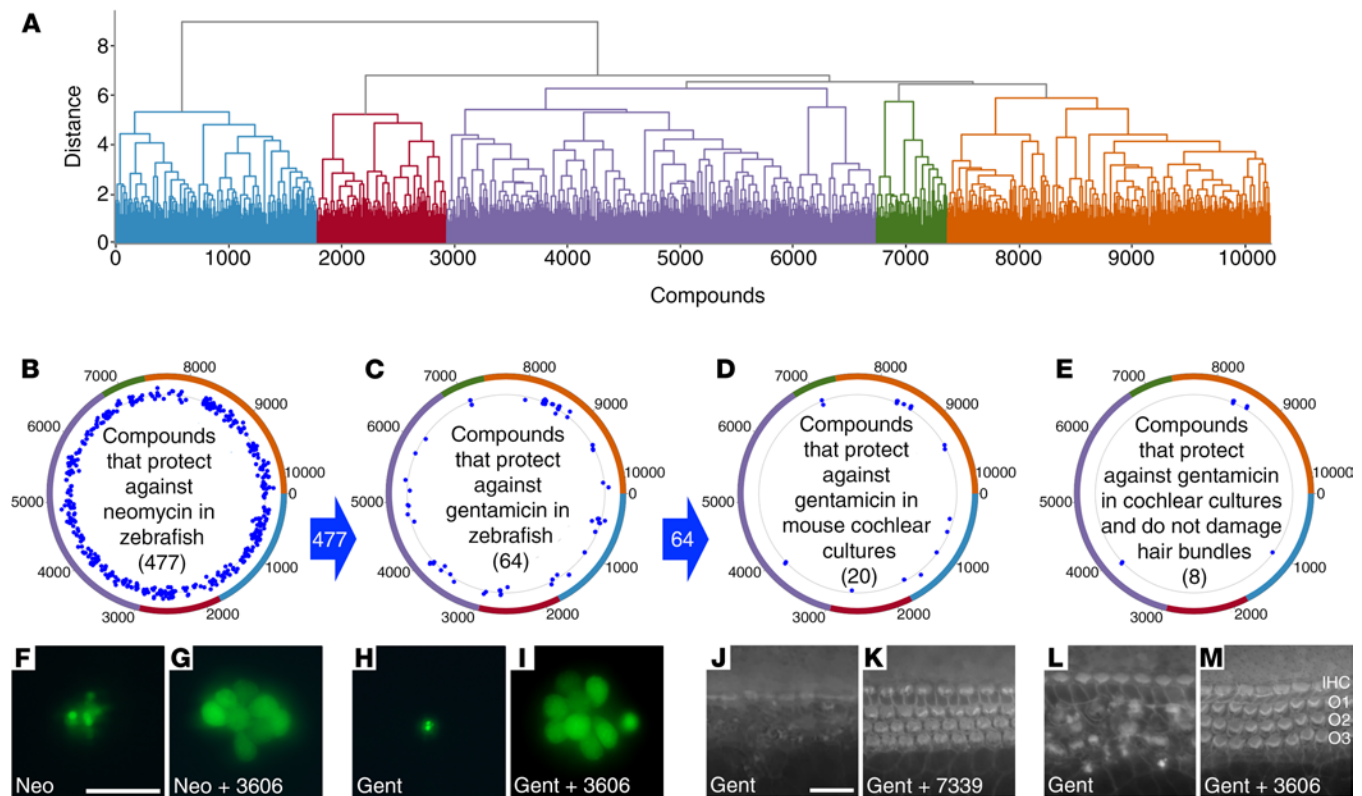 A
Distance
8
6
4
2
0
0 1000 2000 3000 4000 5000 6000 7000 8000 9000 10000
Compounds
B
0
1000
2000
3000
4000
5000
6000
7000
8000
9000
10000
Compounds
that protect
against
neomycin in
zebrafish
(477)
477
C
0
1000
2000
3000
4000
5000
6000
7000
8000
9000
10000
Compounds
that protect
against
gentamicin in
zebrafish
(64)
64
D
0
1000
2000
3000
4000
5000
6000
7000
8000
9000
10000
Compounds
that protect
against
gentamicin in
mouse cochlear
cultures
(20)
E
0
1000
2000
3000
4000
5000
6000
7000
8000
9000
10000
Compounds
that protect
against gentamicin
in cochlear cultures
and do not damage
hair bundles
(8)
F
Neo
G
Neo + 3606
H
Gent
I
Gent + 3606
J
Gent
K
Gent + 7339
L
Gent
M
IHC
O1
O2
O3
Gent + 3606